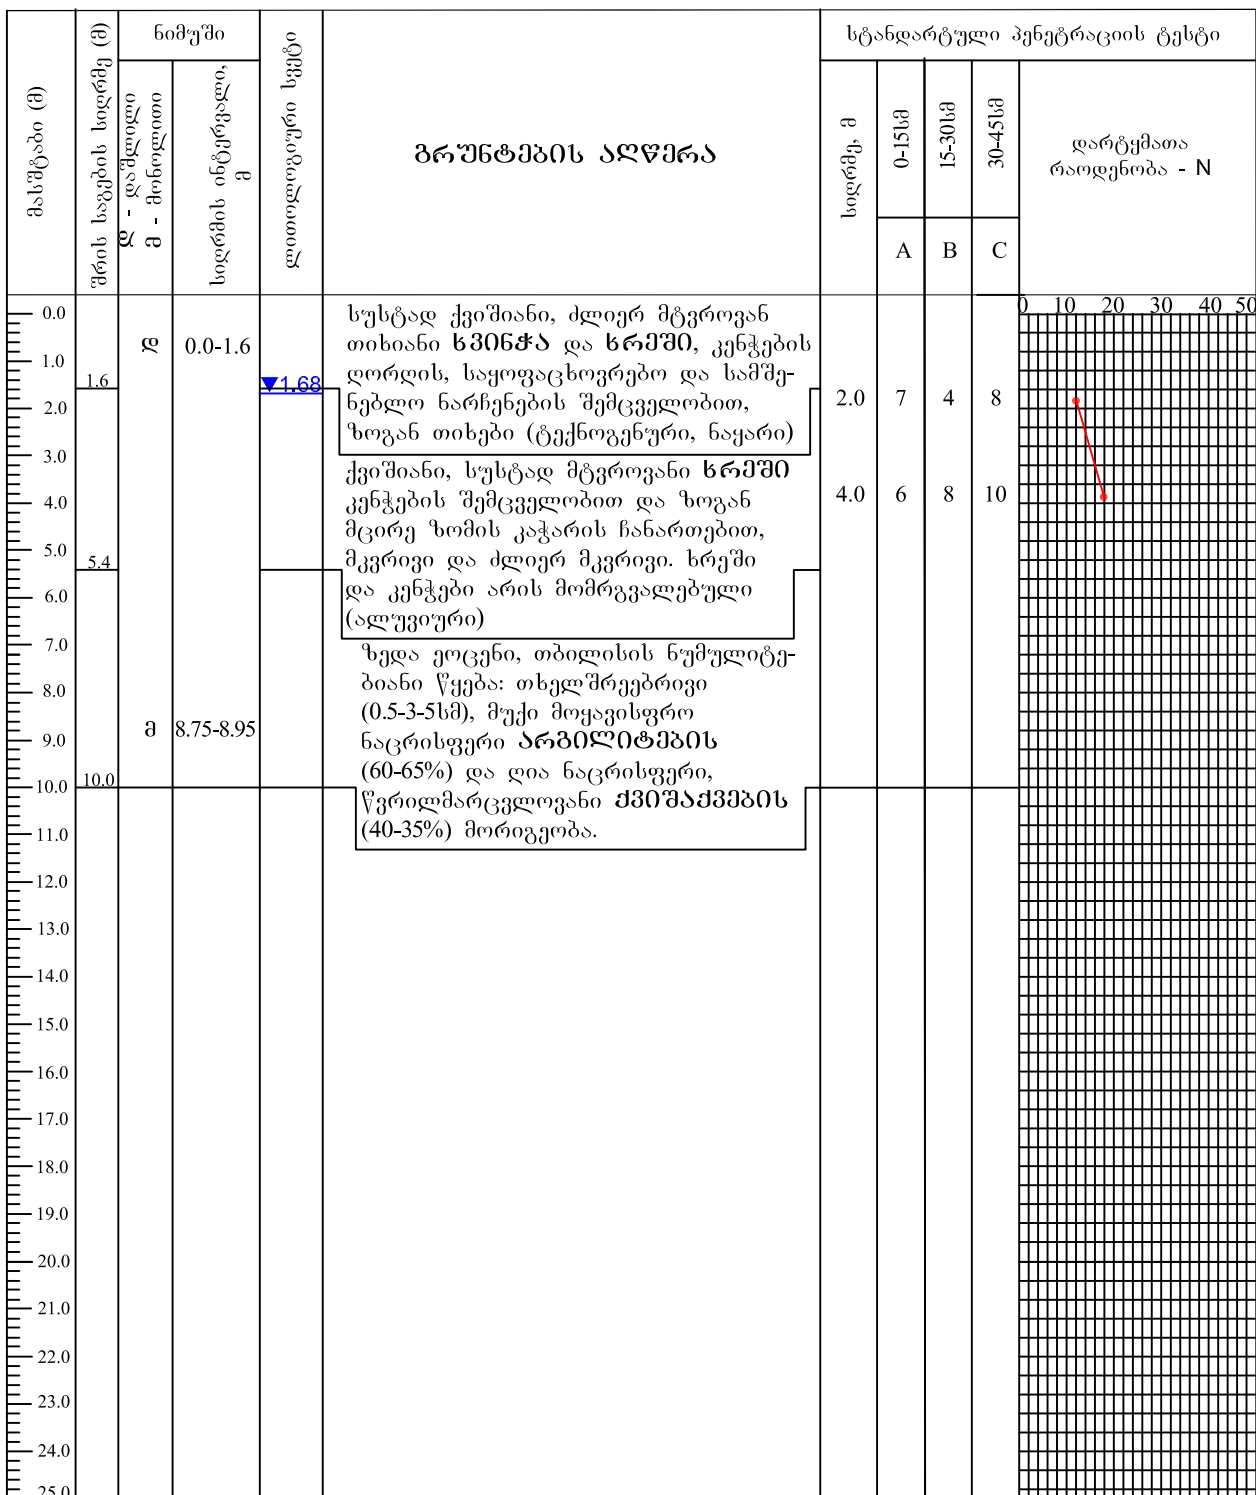 მასშტაბი (მ)
შრის საგების სიღრმე (მ)
ნიმუში
დ - დაშლილი
მ - მონოლითი
სიღრმის ინტერვალი,
მ
ლითოლოგიური სვეტი
გრუნტების აღწერა
სტანდარტული პენეტრაციის ტესტი
სიღრმე, მ
0-15სმ
15-30სმ
30-45სმ
A B C
დარტყმათა
რაოდენობა - N
0 10 20 30 40 50
0.0
1.0
2.0
3.0
4.0
5.0
6.0
7.0
8.0
9.0
10.0
11.0
12.0
13.0
14.0
15.0
16.0
17.0
18.0
19.0
20.0
21.0
22.0
23.0
24.0
25.0
1.6
5.4
10.0
დ 0.0-1.6
მ 8.75-8.95
1.68
სუსტად ქვიშიანი, ძლიერ მტვროვან
თიხიანი ხვინჭა და ხრეში, კენჭების
ღორღის, საყოფაცხოვრებო და სამშე-
ნებლო ნარჩენების შემცველობით,
ზოგან თიხები (ტექნოგენური, ნაყარი)
ქვიშიანი, სუსტად მტვროვანი ხრეში
კენჭების შემცველობით და ზოგან
მცირე ზომის კაჭარის ჩანართებით,
მკვრივი და ძლიერ მკვრივი. ხრეში
და კენჭები არის მომრგვალებული
(ალუვიური)
ზედა ეოცენი, თბილისის ნუმულიტე-
ბიანი წყება: თხელშრეებრივი
(0.5-3-5სმ), მუქი მოყავისფრო
ნაცრისფერი არგილიტების
(60-65%) და ღია ნაცრისფერი,
წვრილმარცვლოვანი ქვიშაქვების
(40-35%) მორიგეობა.
2.0 7 4 8
4.0 6 8 10